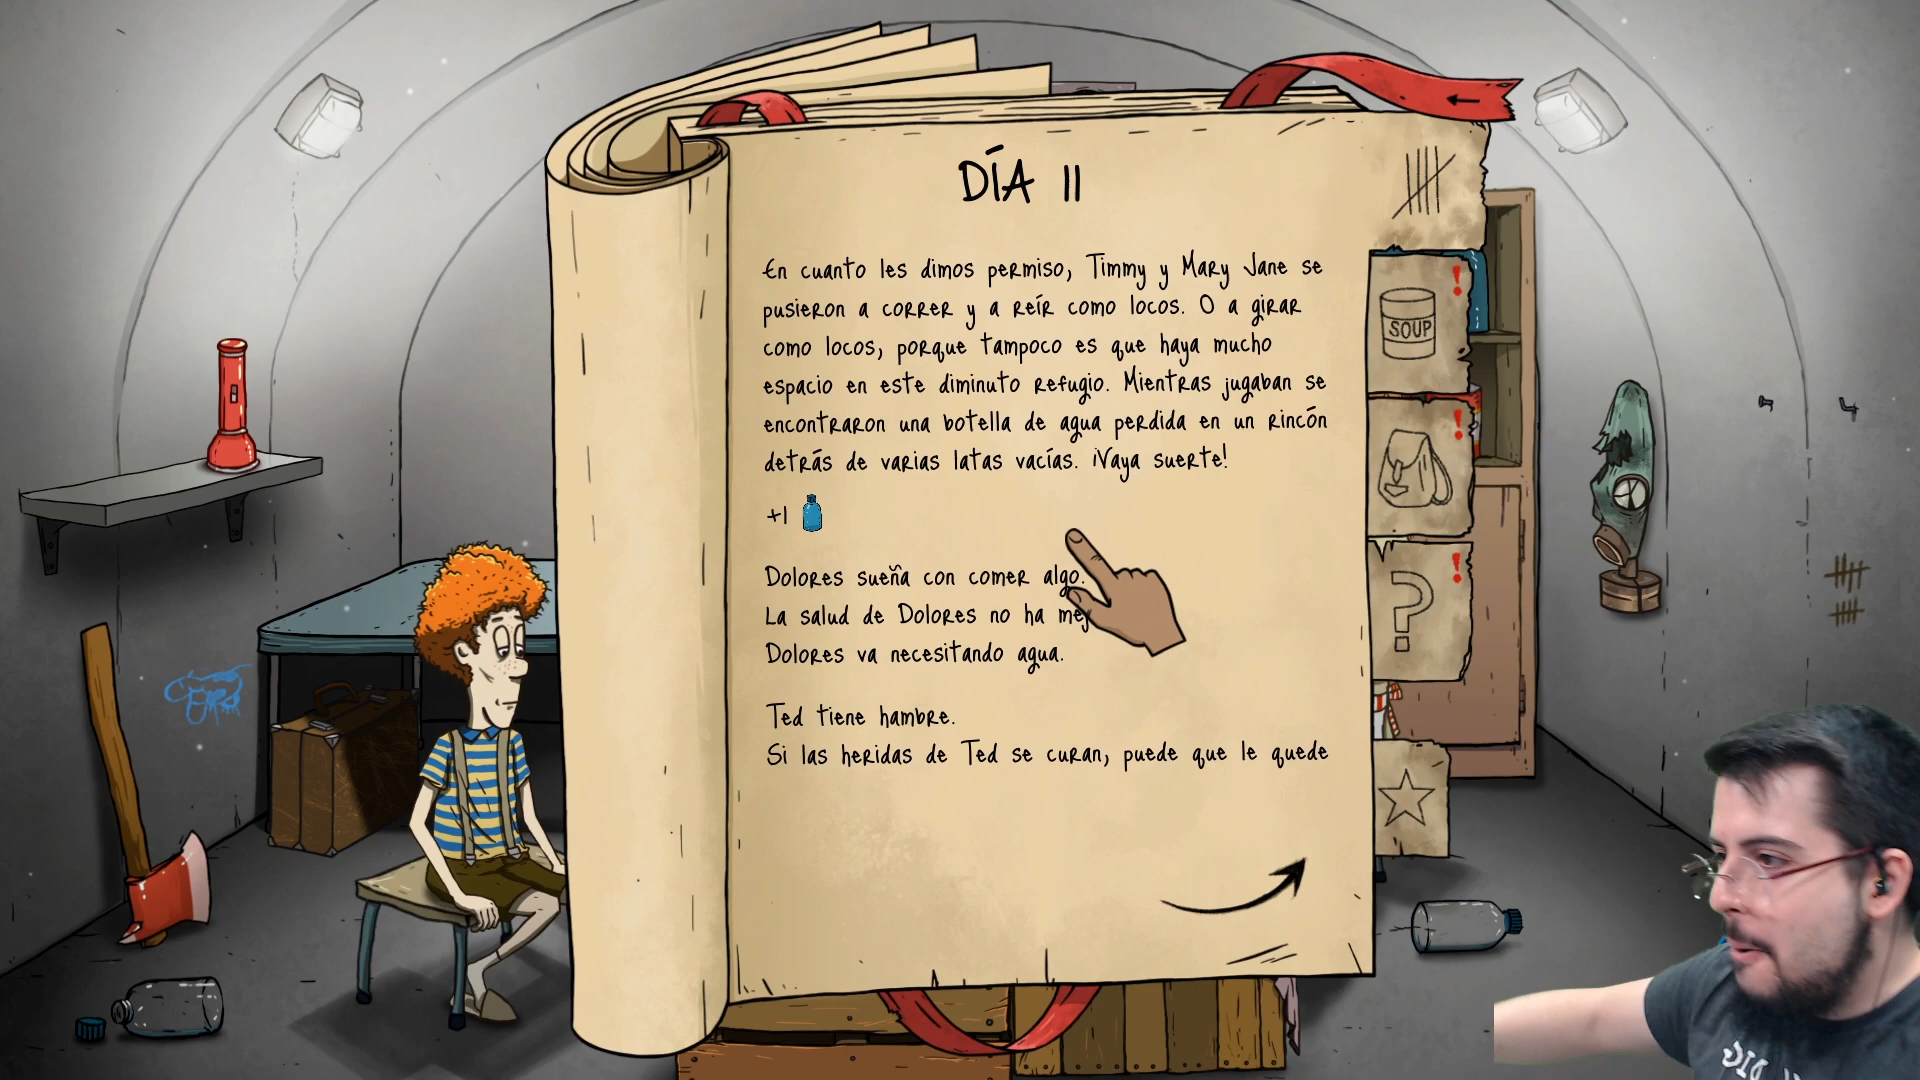 DÍA 11
En cuanto les dimos permiso, Timmy y Mary Jane se
pusieron a correr y a reír como locos. O a girar
como locos, porque tampoco es que haya mucho
espacio en este diminuto refugio. Mientras jugaban se
encontraron una botella de agua perdida en un rincón
detrás de varias latas vacías. ¡Vaya suerte!
+1
Dolores sueña con comer algo.
La salud de Dolores no ha
Dolores va necesitando agua.
Ted tiene hambre.
Si las heridas de Ted se curan, puede que le quede
!
SOUP
!
!
?